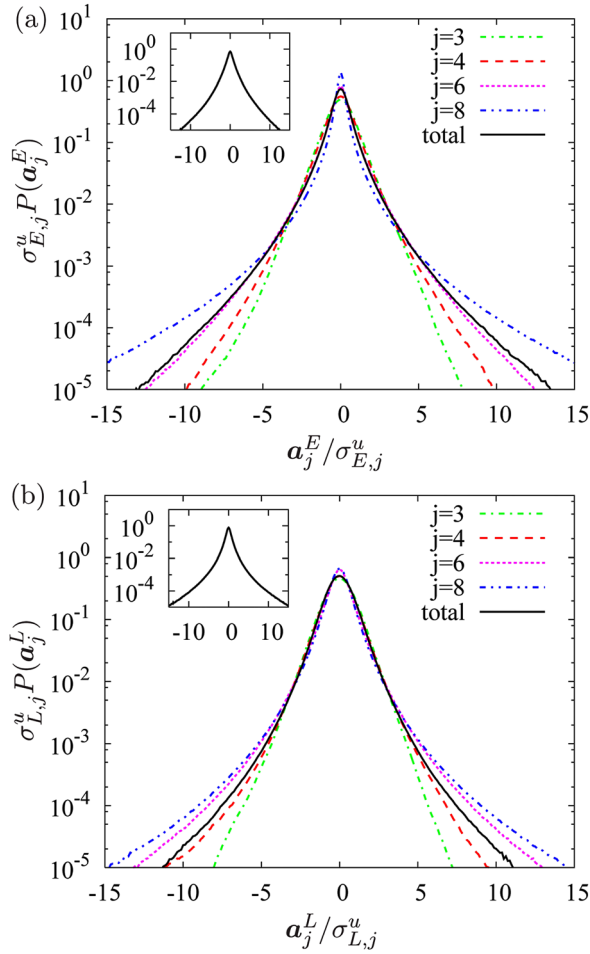 (a)
10^1
10^0
10^-1
10^-2
10^-3
10^-4
10^-5
σ^u_{E,j} P(a^E_j)
10^0
10^-2
10^-4
-10 0 10
j=3
j=4
j=6
j=8
total
-15 -10 -5 0 5 10 15
a^E_j/σ^u_{E,j}
(b)
10^1
10^0
10^-1
10^-2
10^-3
10^-4
10^-5
σ^u_{L,j} P(a^L_j)
10^0
10^-2
10^-4
-10 0 10
j=3
j=4
j=6
j=8
total
-15 -10 -5 0 5 10 15
a^L_j/σ^u_{L,j}